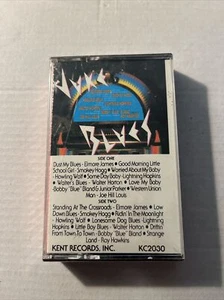 JUKE
BLUES
SIDE ONE
Dust My Blues - Elmore James • Good Morning Little
School Girl - Smokey Hogg • Worried About My Baby
- Howling Wolf • Some Day Baby - Lightning Hopkins
• Walter's Blues - Walter Horton • Love My Baby
- Bobby "Blue" Bland & Junior Parker • Western Union
Man - Joe Hill Louis
SIDE TWO
Standing At The Crossroads - Elmore James • Low
Down Blues - Smokey Hogg • Ridin' In The Moonlight
- Howling Wolf • Lonesome Dog Blues - Lightning
Hopkins • Little Boy Blues - Walter Horton • Drifting
From Town To Town - Bobby "Blue" Bland • Strange
Land - Roy Hawkins
KENT RECORDS, INC. KC2030